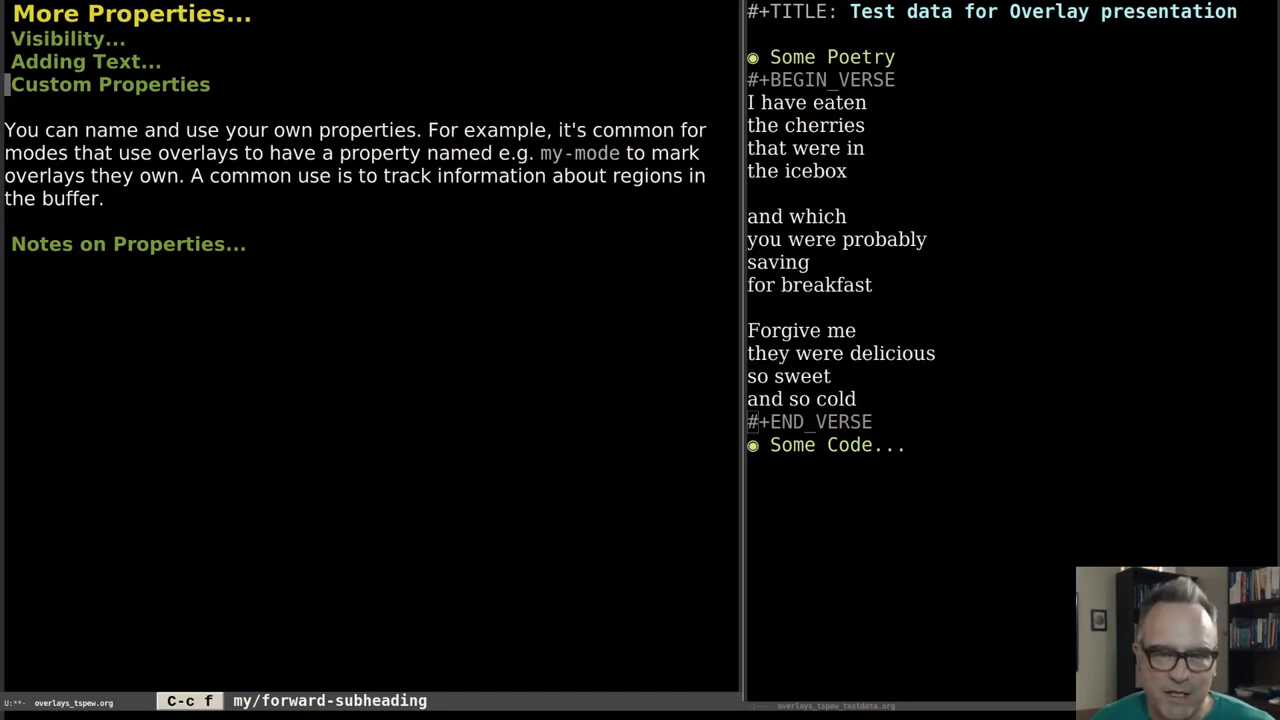 More Properties...
Visibility...
Adding Text...
Custom Properties
You can name and use your own properties. For example, it's common for
modes that use overlays to have a property named e.g. my-mode to mark
overlays they own. A common use is to track information about regions in
the buffer.
Notes on Properties...
U:**- overlays_tspew.org C-c f my/forward-subheading
#+TITLE: Test data for Overlay presentation
◉ Some Poetry
#+BEGIN_VERSE
I have eaten
the cherries
that were in
the icebox
and which
you were probably
saving
for breakfast
Forgive me
they were delicious
so sweet
and so cold
#+END_VERSE
◉ Some Code...
overlays_tspew_testdata.org